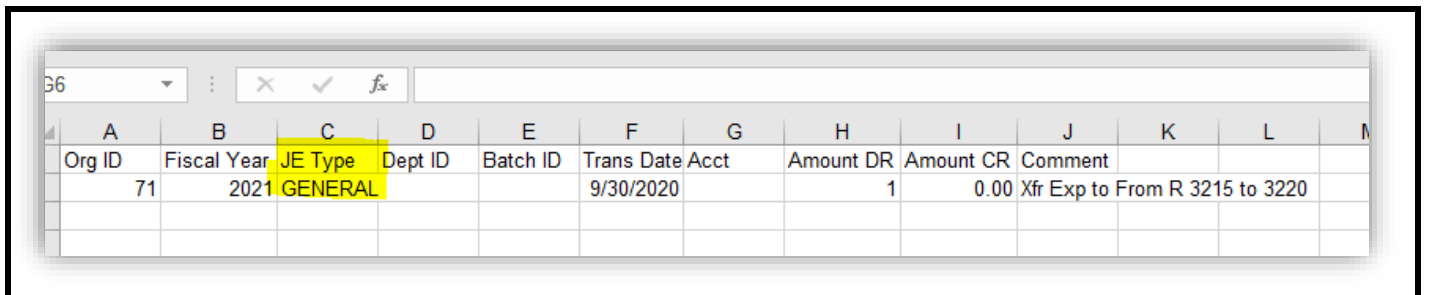 G6 fx
A B C D E F G H I J K L
Org ID Fiscal Year JE Type Dept ID Batch ID Trans Date Acct Amount DR Amount CR Comment
71 2021 GENERAL 9/30/2020 1 0.00 Xfr Exp to From R 3215 to 3220